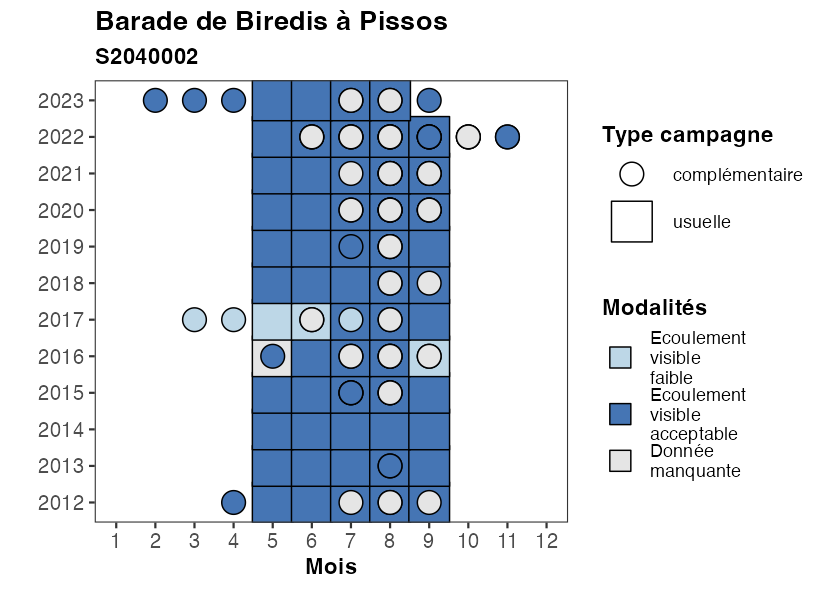 Barade de Biredis à Pissos
S2040002
2023
2022
2021
2020
2019
2018
2017
2016
2015
2014
2013
2012
1 2 3 4 5 6 7 8 9 10 11 12
Mois
Type campagne
complémentaire
usuelle
Modalités
Ecoulement
visible
faible
Ecoulement
visible
acceptable
Donnée
manquante